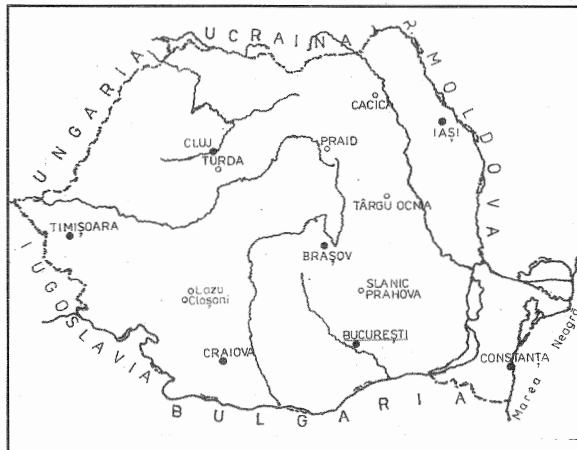 UCRAINA
R. MOLDOVA
UNGARIA
CACICA
IAȘI
CLUJ
TURDA
PRAID
TÂRGU OCNA
TIMIȘOARA
BRAȘOV
IUGOSLAVIA
Lazu
Cloșani
SLANIC
PRAHOVA
BUCUREȘTI
CRAIOVA
CONSTANȚA
Marea Neagră
BULGARIA